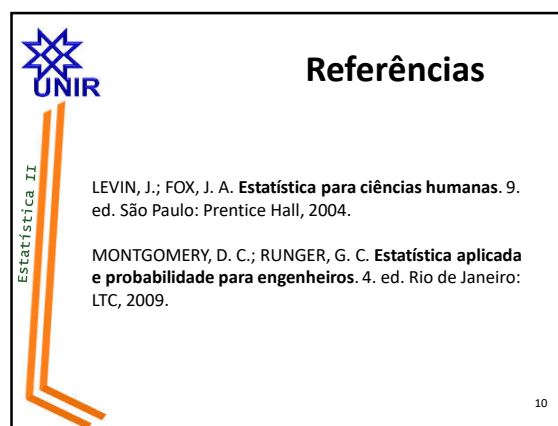 UNIR
Referências
Estatística II
LEVIN, J.; FOX, J. A. Estatística para ciências humanas. 9.
ed. São Paulo: Prentice Hall, 2004.
MONTGOMERY, D. C.; RUNGER, G. C. Estatística aplicada
e probabilidade para engenheiros. 4. ed. Rio de Janeiro:
LTC, 2009.
10